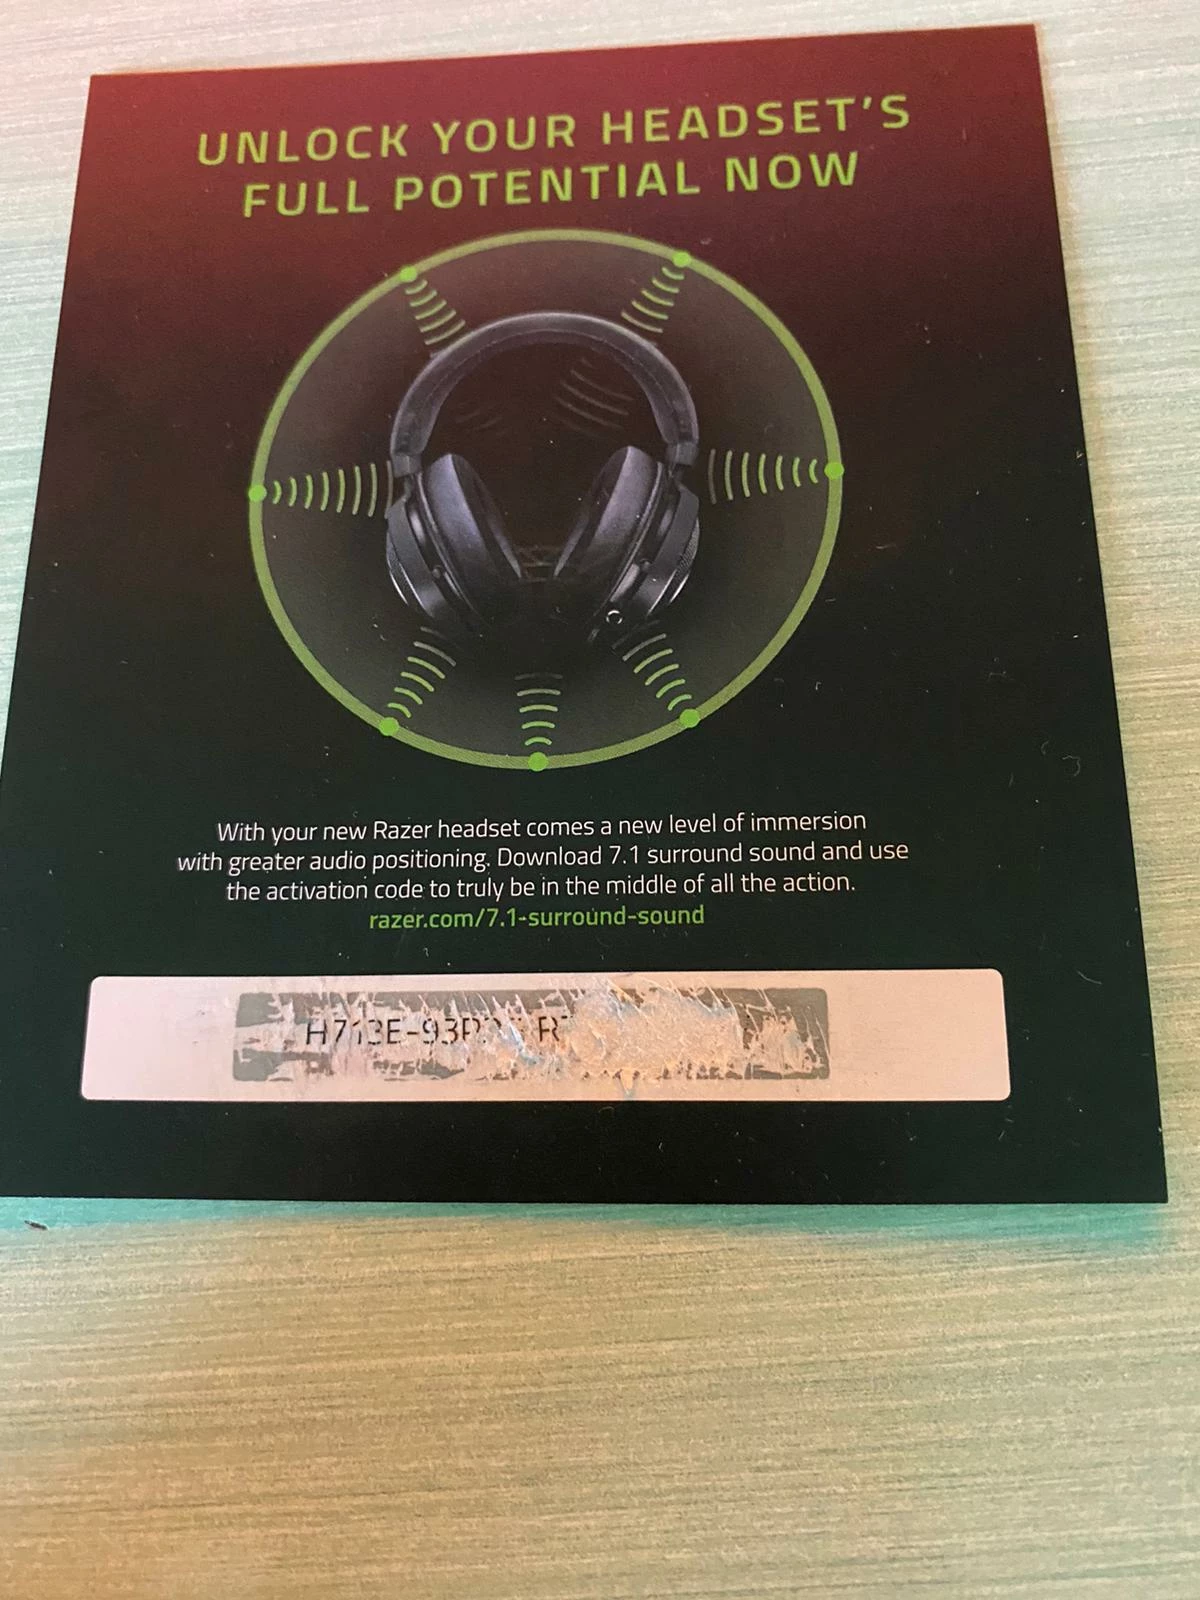 UNLOCK YOUR HEADSET'S
FULL POTENTIAL NOW
With your new Razer headset comes a new level of immersion
with greater audio positioning. Download 7.1 surround sound and use
the activation code to truly be in the middle of all the action.
razer.com/7.1-surround-sound